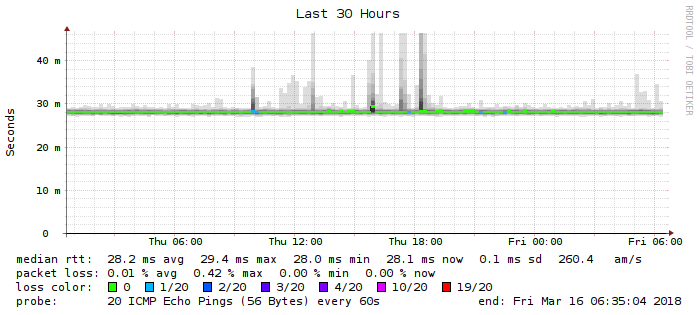 Last 30 Hours
RRDTOOL / TOBI OETIKER
Seconds
40 m
30 m
20 m
10 m
0
Thu 06:00 Thu 12:00 Thu 18:00 Fri 00:00 Fri 06:00
median rtt: 28.2 ms avg 29.4 ms max 28.0 ms min 28.1 ms now 0.1 ms sd 260.4 am/s
packet loss: 0.01 % avg 0.42 % max 0.00 % min 0.00 % now
loss color: 0 1/20 2/20 3/20 4/20 10/20 19/20
probe: 20 ICMP Echo Pings (56 Bytes) every 60s end: Fri Mar 16 06:35:04 2018